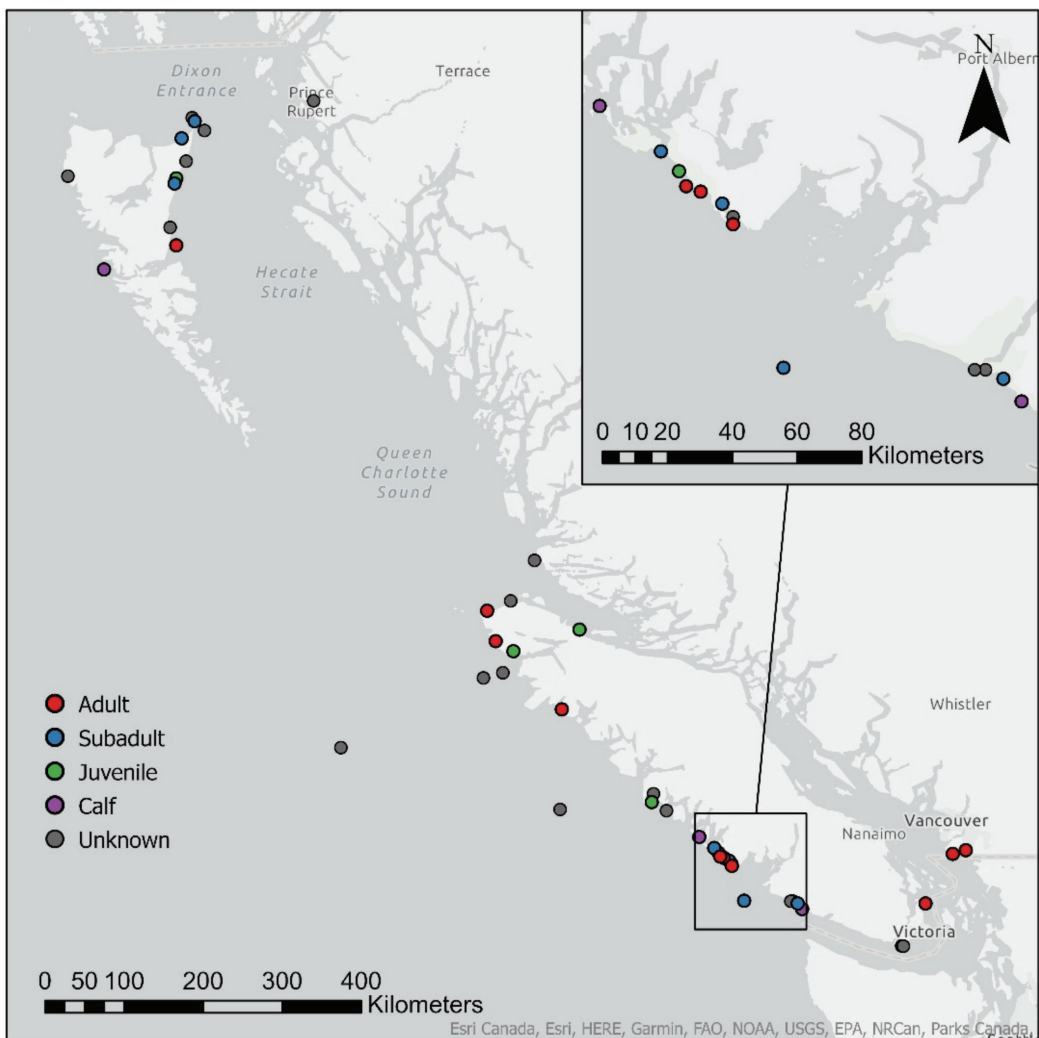 Dixon
Entrance
Terrace
Prince
Rupert
N
Port Albern
0 10 20 40 60 80
Kilometers
Hecate
Strait
Queen
Charlotte
Sound
Adult
Subadult
Juvenile
Calf
Unknown
Whistler
Vancouver
Nanaimo
Victoria
0 50 100 200 300 400
Kilometers
Esri Canada, Esri, HERE, Garmin, FAO, NOAA, USGS, EPA, NRCan, Parks Canada,